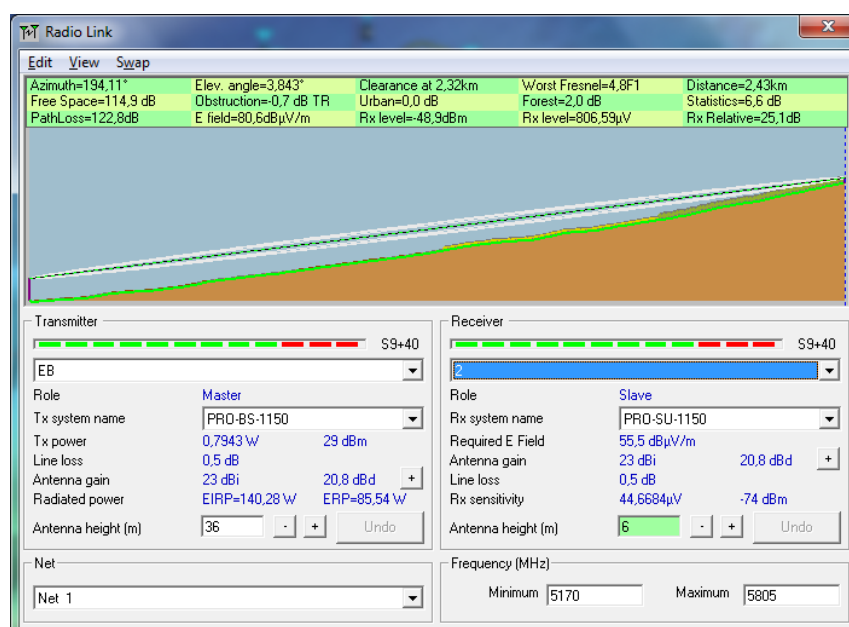 Radio Link
Edit View Swap
Azimuth=194,11° Elev. angle=3,843° Clearance at 2,32km Worst Fresnel=4,8F1 Distance=2,43km
Free Space=114,9 dB Obstruction=-0,7 dB TR Urban=0,0 dB Forest=2,0 dB Statistics=6,6 dB
PathLoss=122,8dB E field=80,6dBµV/m Rx level=-48,9dBm Rx level=806,59µV Rx Relative=25,1dB
Transmitter
S9+40
EB
Role Master
Tx system name PRO-BS-1150
Tx power 0,7943 W 29 dBm
Line loss 0,5 dB
Antenna gain 23 dBi 20,8 dBd +
Radiated power EIRP=140,28 W ERP=85,54 W
Antenna height (m) 36 - + Undo
Net
Net 1
Receiver
S9+40
2
Role Slave
Rx system name PRO-SU-1150
Required E Field 55,5 dBµV/m
Antenna gain 23 dBi 20,8 dBd +
Line loss 0,5 dB
Rx sensitivity 44,6684µV -74 dBm
Antenna height (m) 6 - + Undo
Frequency (MHz)
Minimum 5170 Maximum 5805